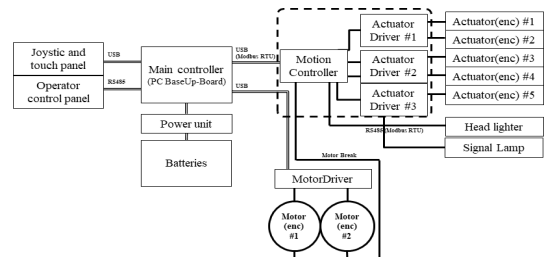 Joystic and
touch panel
Operator
control panel
USB
RS485
Main controller
(PC BaseUp-Board)
Power unit
Batteries
USB
(Modbus RTU)
USB
Motion
Controller
Actuator
Driver #1
Actuator
Driver #2
Actuator
Driver #3
Actuator(enc) #1
Actuator(enc) #2
Actuator(enc) #3
Actuator(enc) #4
Actuator(enc) #5
RS485 (Modbus RTU)
Head lighter
Signal Lamp
Motor Break
MotorDriver
Motor
(enc)
#1
Motor
(enc)
#2